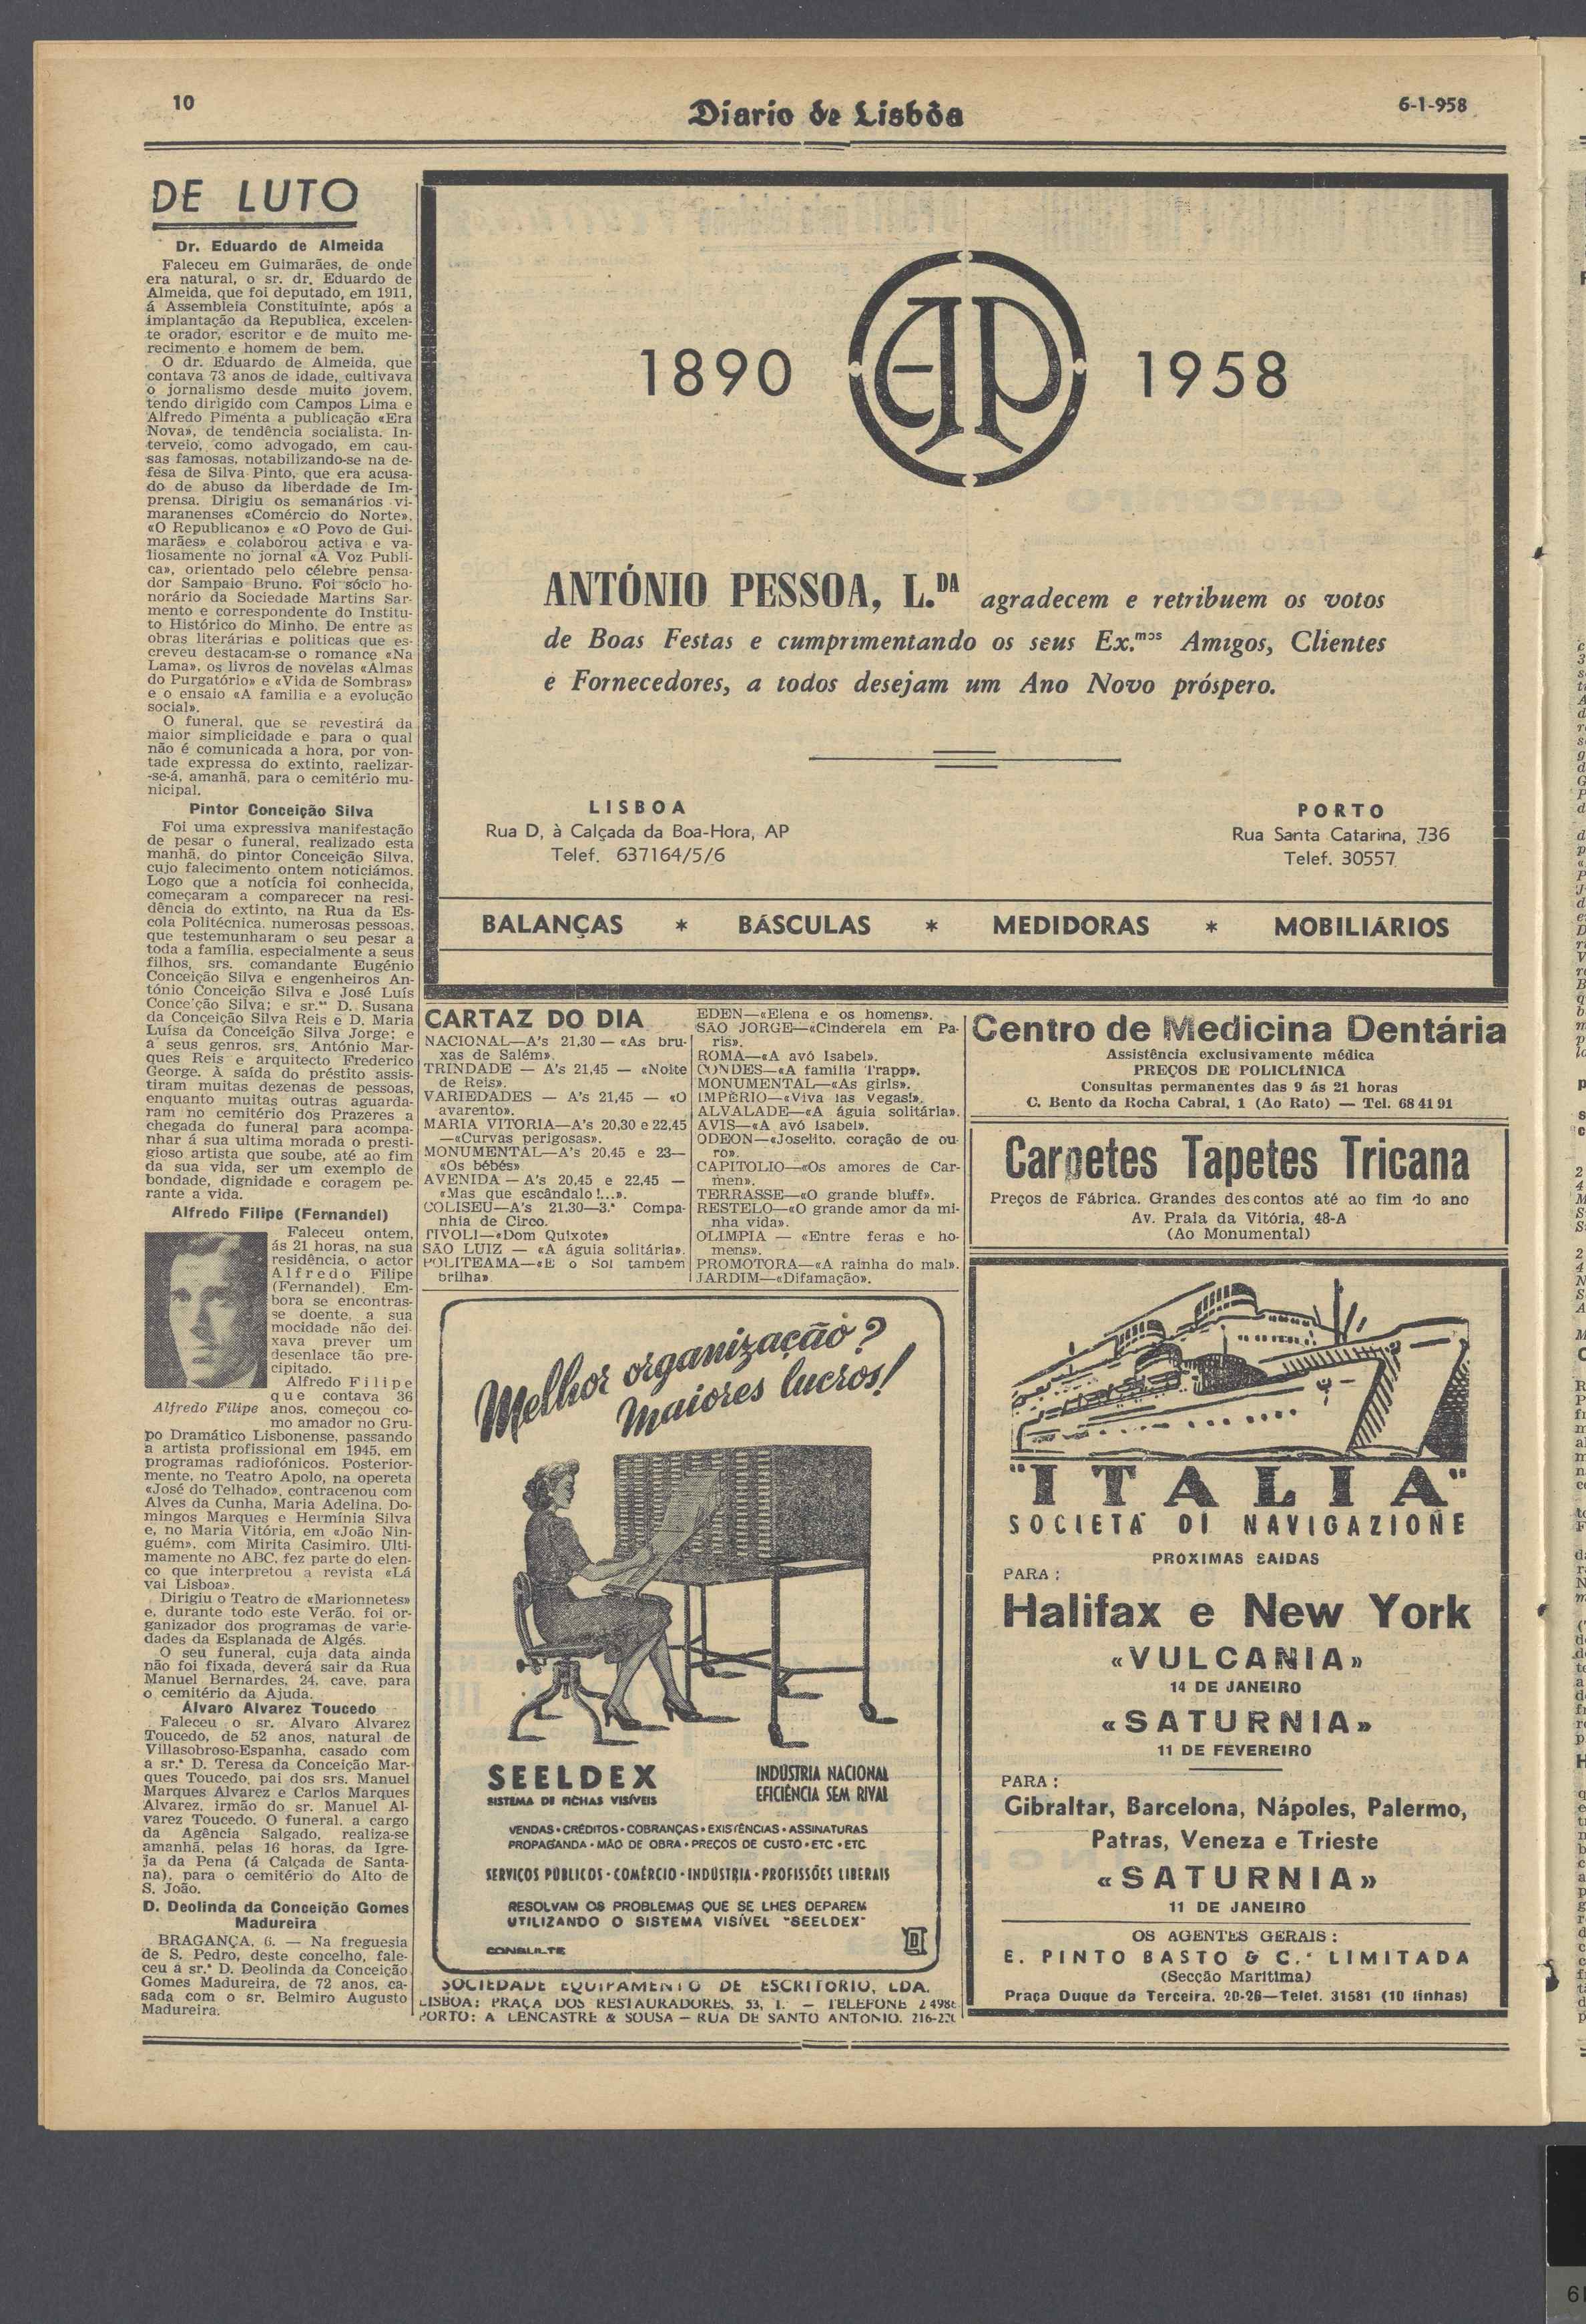 10
Diario de Lisbôa
6-1-958
DE LUTO
Dr. Eduardo de Almeida
Faleceu em Guimarães, de onde
era natural, o sr. dr. Eduardo de
Almeida, que foi deputado, em 1911,
á Assembleia Constituinte, após a
implantação da Republica, excelen-
te orador, escritor e de muito me-
recimento e homem de bem.
O dr. Eduardo de Almeida, que
contava 73 anos de idade, cultivava
o jornalismo desde muito jovem,
tendo dirigido com Campos Lima e
Alfredo Pimenta a publicação «Era
Nova», de tendência socialista. In-
terveio, como advogado, em cau-
sas famosas, notabilizando-se na de-
fesa de Silva Pinto, que era acusa-
do de abuso da liberdade de Im-
prensa. Dirigiu os semanários vi-
maranenses «Comércio do Norte»,
«O Republicano» e «O Povo de Gui-
marães» e colaborou activa e va-
liosamente no jornal «A Voz Publi-
ca», orientado pelo célebre pensa-
dor Sampaio Bruno. Foi sócio ho-
norário da Sociedade Martins Sar-
mento e correspondente do Institu-
to Histórico do Minho. De entre as
obras literárias e politicas que es-
creveu destacam-se o romance «Na
Lama», os livros de novelas «Almas
do Purgatório» e «Vida de Sombras»
e o ensaio «A familia e a evolução
social».
O funeral, que se revestirá da
maior simplicidade e para o qual
não é comunicada a hora, por von-
tade expressa do extinto, raelizar-
-se-á, amanhã, para o cemitério mu-
nicipal.
Pintor Conceição Silva
Foi uma expressiva manifestação
de pesar o funeral, realizado esta
manhã, do pintor Conceição Silva,
cujo falecimento ontem noticiámos.
Logo que a notícia foi conhecida,
começaram a comparecer na resi-
dência do extinto, na Rua da Es-
cola Politécnica, numerosas pessoas,
que testemunharam o seu pesar a
toda a família, especialmente a seus
filhos, srs. comandante Eugénio
Conceição Silva e engenheiros An-
tónio Conceição Silva e José Luís
Conce'ção Silva; e sr.ªs D. Susana
da Conceição Silva Reis e D. Maria
Luísa da Conceição Silva Jorge; e
a seus genros, srs. António Mar-
ques Reis e arquitecto Frederico
George. À saída do préstito assis-
tiram muitas dezenas de pessoas,
enquanto muitas outras aguarda-
ram no cemitério dos Prazeres a
chegada do funeral para acompa-
nhar á sua ultima morada o presti-
gioso artista que soube, até ao fim
da sua vida, ser um exemplo de
bondade, dignidade e coragem pe-
rante a vida.
Alfredo Filipe (Fernandel)
Faleceu ontem,
ás 21 horas, na sua
residência, o actor
Alfredo Filipe
(Fernandel). Em-
bora se encontras-
se doente, a sua
mocidade não dei-
xava prever um
desenlace tão pre-
cipitado.
Alfredo Filipe
que contava 36
Alfredo Filipe
anos, começou co-
mo amador no Gru-
po Dramático Lisbonense, passando
a artista profissional em 1945, em
programas radiofónicos. Posterior-
mente, no Teatro Apolo, na opereta
«José do Telhado», contracenou com
Alves da Cunha, Maria Adelina, Do-
mingos Marques e Hermínia Silva
e, no Maria Vitória, em «João Nin-
guém», com Mirita Casimiro. Ulti-
mamente no ABC, fez parte do elen-
co que interpretou a revista «Lá
vai Lisboa».
Dirigiu o Teatro de «Marionnetes»
e, durante todo este Verão, foi or-
ganizador dos programas de varie-
dades da Esplanada de Algés.
O seu funeral, cuja data ainda
não foi fixada, deverá sair da Rua
Manuel Bernardes, 24, cave, para
o cemitério da Ajuda.
Álvaro Alvarez Toucedo
Faleceu o sr. Alvaro Alvarez
Toucedo, de 52 anos, natural de
Villasobroso-Espanha, casado com
a sr.ª D. Teresa da Conceição Mar-
ques Toucedo, pai dos srs. Manuel
Marques Alvarez e Carlos Marques
Alvarez, irmão do sr. Manuel Al-
varez Toucedo. O funeral, a cargo
da Agência Salgado, realiza-se
amanhã, pelas 16 horas, da Igre-
ja da Pena (á Calçada de Santa-
na), para o cemitério do Alto de
S. João.
D. Deolinda da Conceição Gomes
Madureira
BRAGANÇA, 6. — Na freguesia
de S. Pedro, deste concelho, fale-
ceu a sr.ª D. Deolinda da Conceição
Gomes Madureira, de 72 anos, ca-
sada com o sr. Belmiro Augusto
Madureira.
1890
AP
1958
ANTÓNIO PESSOA, L.DA agradecem e retribuem os votos
de Boas Festas e cumprimentando os seus Ex.mos Amigos, Clientes
e Fornecedores, a todos desejam um Ano Novo próspero.
LISBOA
Rua D, à Calçada da Boa-Hora, AP
Telef. 637164/5/6
PORTO
Rua Santa Catarina, 736
Telef. 30557
BALANÇAS * BÁSCULAS * MEDIDORAS * MOBILIÁRIOS
CARTAZ DO DIA
NACIONAL—A's 21,30 — «As bru-
xas de Salém».
TRINDADE — A's 21,45 — «Noite
de Reis».
VARIEDADES — A's 21,45 — «O
avarento».
MARIA VITORIA—A's 20,30 e 22,45
—«Curvas perigosas».
MONUMENTAL—A's 20,45 e 23—
«Os bébés»
AVENIDA — A's 20,45 e 22,45 —
«Mas que escândalo!...».
COLISEU—A's 21,30—3.ª Compa-
nhia de Circo.
TIVOLI—«Dom Quixote»
SÃO LUIZ — «A águia solitária».
POLITEAMA—«E o Sol também
brilha»
EDEN—«Elena e os homens».
SÃO JORGE—«Cinderela em Pa-
ris».
ROMA—«A avó Isabel».
CONDES—«A familia Trapp».
MONUMENTAL—«As girls».
IMPÉRIO—«Viva las Vegas!».
ALVALADE—«A águia solitária».
AVIS—«A avó Isabel».
ODEON—«Joselito, coração de ou-
ro».
CAPITOLIO—«Os amores de Car-
men».
TERRASSE—«O grande bluff».
RESTELO—«O grande amor da mi-
nha vida».
OLIMPIA — «Entre feras e ho-
mens».
PROMOTORA—«A rainha do mal».
JARDIM—«Difamação».
Centro de Medicina Dentária
Assistência exclusivamente médica
PREÇOS DE POLICLíNICA
Consultas permanentes das 9 ás 21 horas
C. Bento da Rocha Cabral, 1 (Ao Rato) — Tel. 68 41 91
Carpetes Tapetes Tricana
Preços de Fábrica. Grandes descontos até ao fim do ano
Av. Praia da Vitória, 48-A
(Ao Monumental)
Melhor organização?
Maiores lucros!
SEELDEX
SISTEMA DE FICHAS VISÍVEIS
INDÚSTRIA NACIONAL
EFICIÊNCIA SEM RIVAL
VENDAS • CRÉDITOS • COBRANÇAS • EXISTÊNCIAS • ASSINATURAS
PROPAGANDA • MÃO DE OBRA • PREÇOS DE CUSTO • ETC • ETC
SERVIÇOS PÚBLICOS • COMÉRCIO • INDÚSTRIA • PROFISSÕES LIBERAIS
RESOLVAM OS PROBLEMAS QUE SE LHES DEPAREM
UTILIZANDO O SISTEMA VISÍVEL "SEELDEX"
CONSULTE
SOCIEDADE EQUIPAMENTO DE ESCRITORIO, LDA.
LISBOA: PRAÇA DOS RESTAURADORES, 53, 1.° — TELEFONE
PORTO: A LENCASTRE & SOUSA — RUA DE SANTO ANTONIO,
"ITALIA"
SOCIETA DI NAVIGAZIONE
PROXIMAS SAIDAS
PARA:
Halifax e New York
«VULCANIA»
14 DE JANEIRO
«SATURNIA»
11 DE FEVEREIRO
PARA:
Gibraltar, Barcelona, Nápoles, Palermo,
Patras, Veneza e Trieste
«SATURNIA»
11 DE JANEIRO
OS AGENTES GERAIS:
E. PINTO BASTO & C.ª LIMITADA
(Secção Maritima)
Praça Duque da Terceira, 20-26—Telef. 31581 (10 linhas)